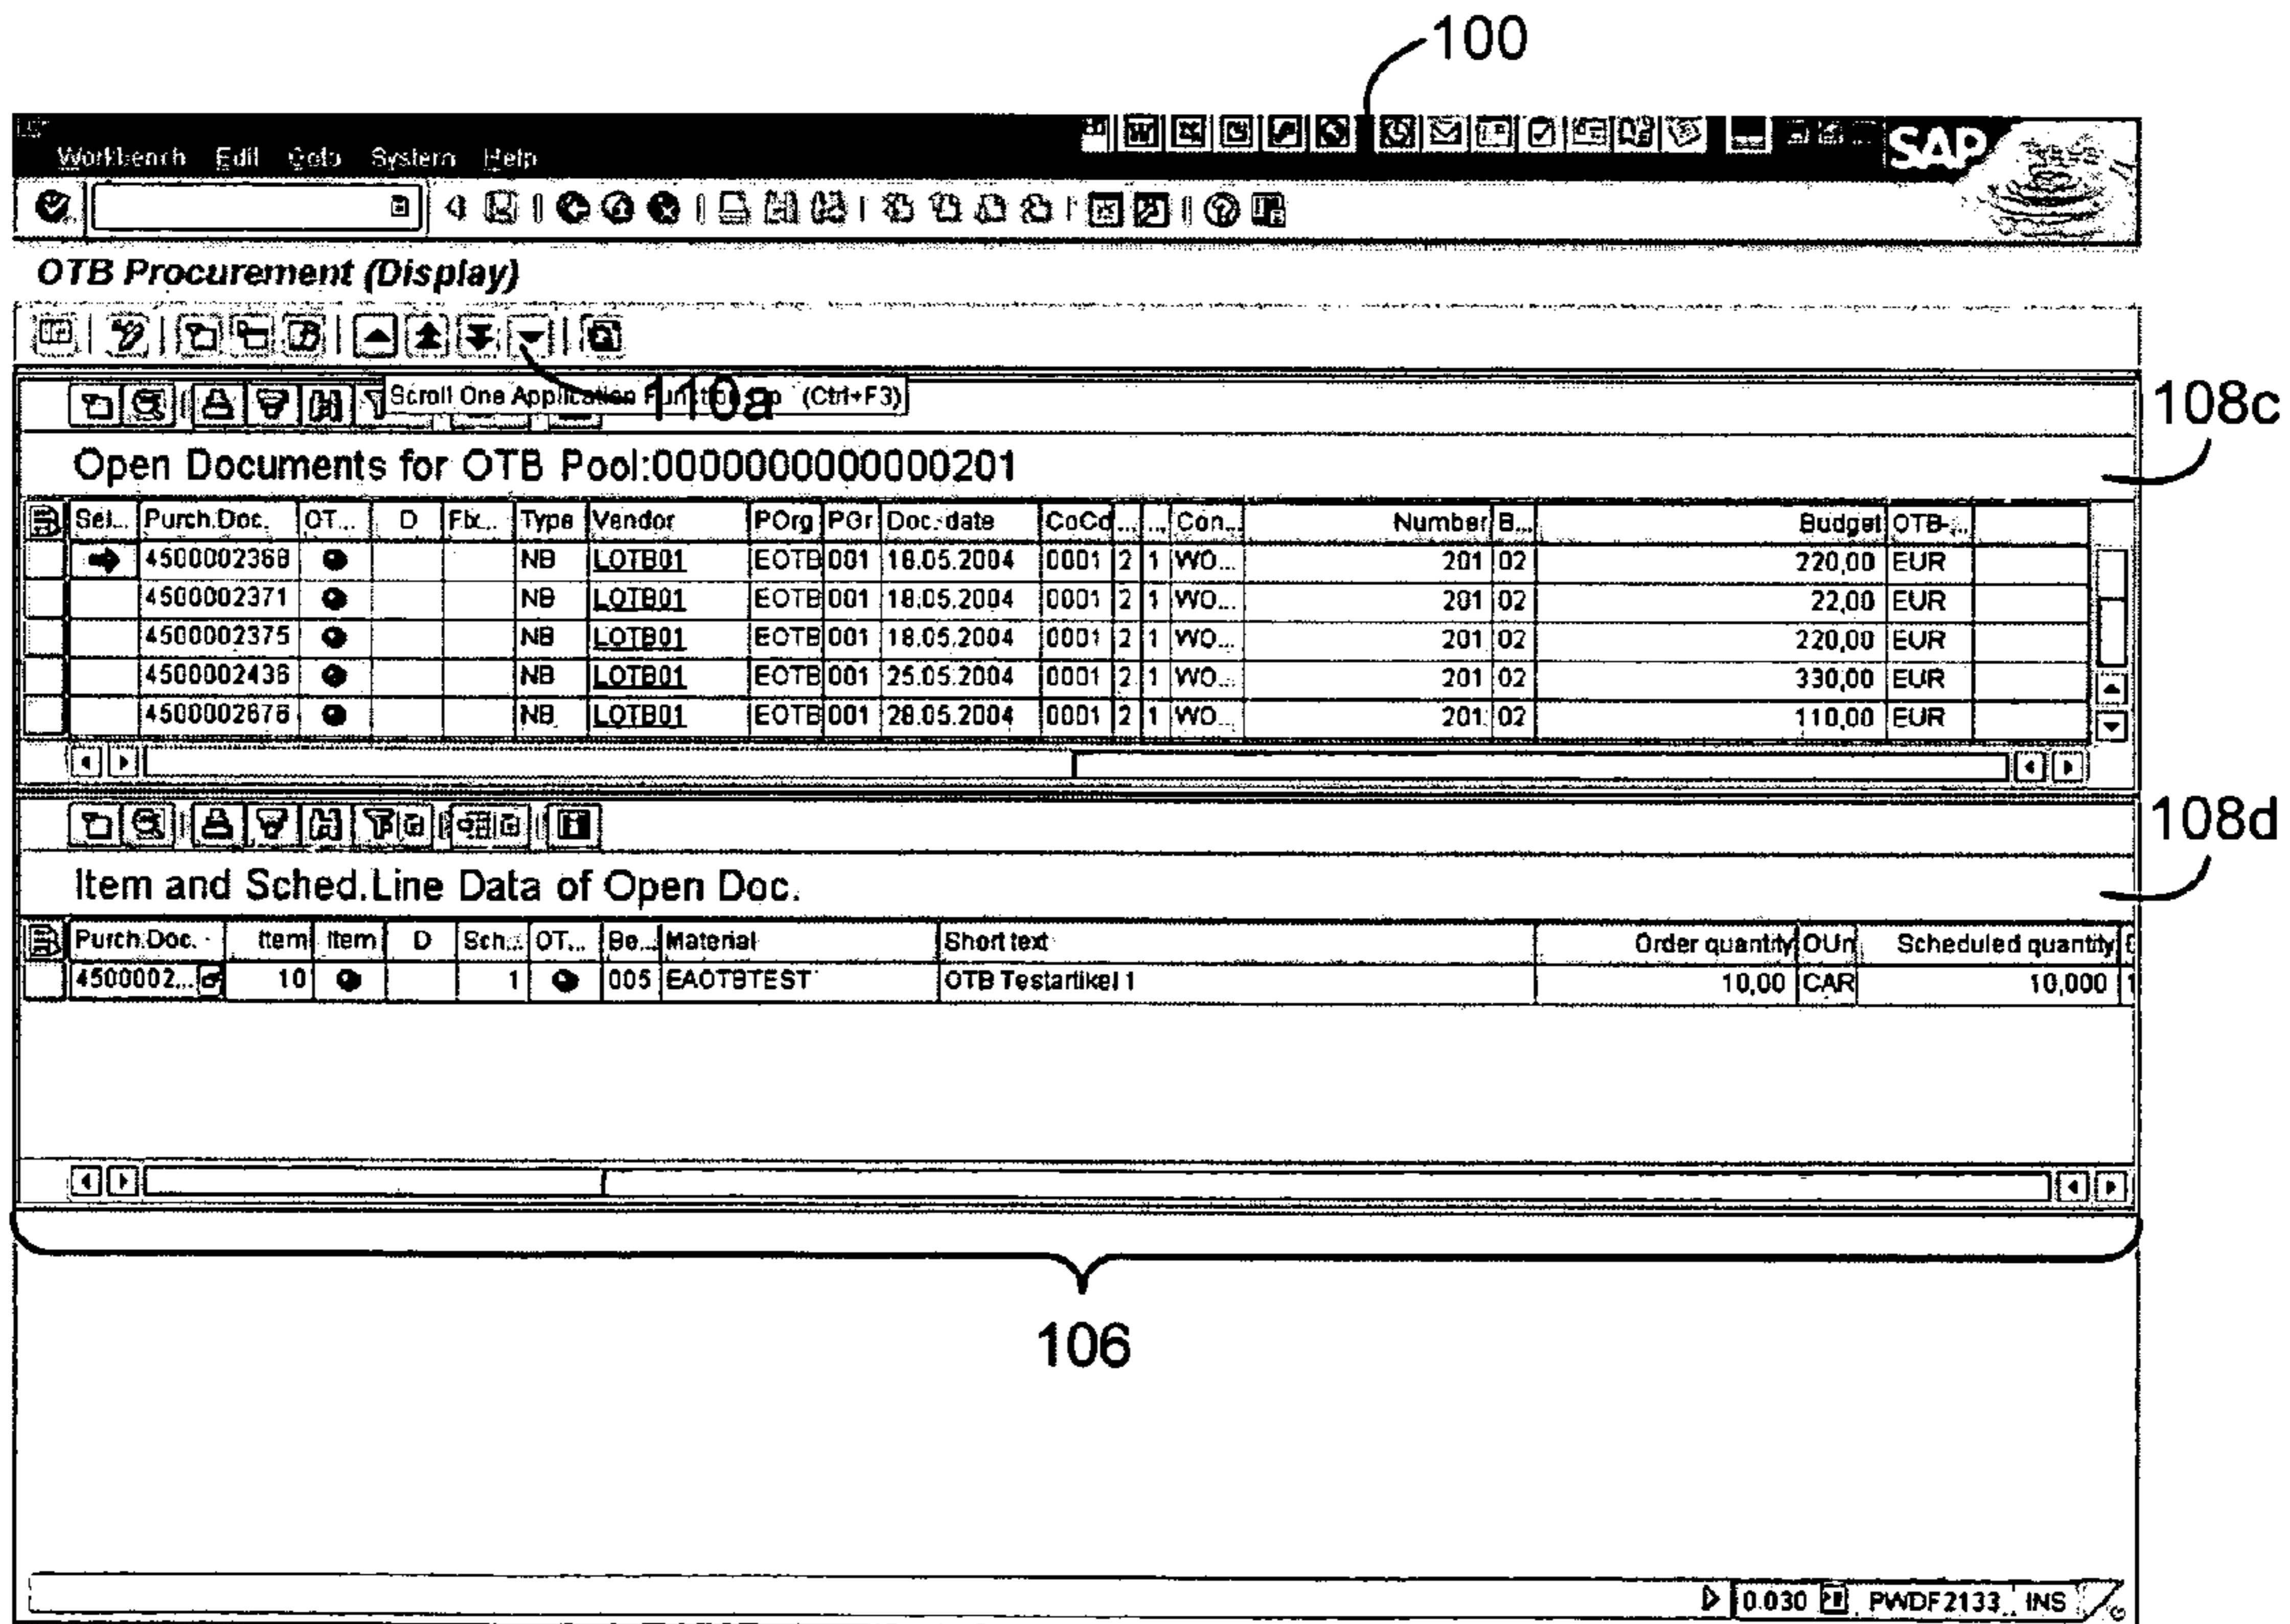 100
Workbench Edit Goto System Help
SAP
OTB Procurement (Display)
Scroll One Application (Ctrl+F3)
110a
108c
Open Documents for OTB Pool:0000000000000201
Sel... Purch.Doc. OT... D Fix... Type Vendor POrg PGr Doc. date CoCd ... ... Con... Number B... Budget OTB-...
4500002368 NB LOTB01 EOTB 001 18.05.2004 0001 2 1 WO... 201 02 220,00 EUR
4500002371 NB LOTB01 EOTB 001 18.05.2004 0001 2 1 WO... 201 02 22,00 EUR
4500002375 NB LOTB01 EOTB 001 18.05.2004 0001 2 1 WO... 201 02 220,00 EUR
4500002436 NB LOTB01 EOTB 001 25.05.2004 0001 2 1 WO... 201 02 330,00 EUR
4500002676 NB LOTB01 EOTB 001 28.05.2004 0001 2 1 WO... 201 02 110,00 EUR
108d
Item and Sched.Line Data of Open Doc.
Purch.Doc. Item Item D Sch... OT... Be... Material Short text Order quantity OUn Scheduled quantity
4500002... 10 1 005 EAOTBTEST OTB Testartikel 1 10,00 CAR 10,000
106
0.030 PWDF2133 INS